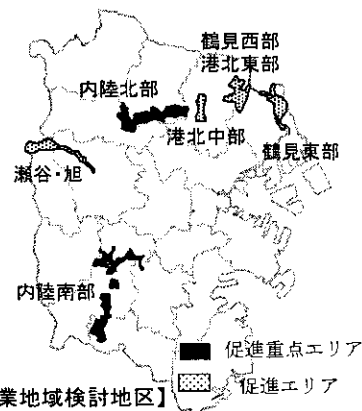 鶴見西部
港北東部
内陸北部
港北中部
鶴見東部
瀬谷・旭
内陸南部
促進重点エリア
促進エリア
業地域検討地区】